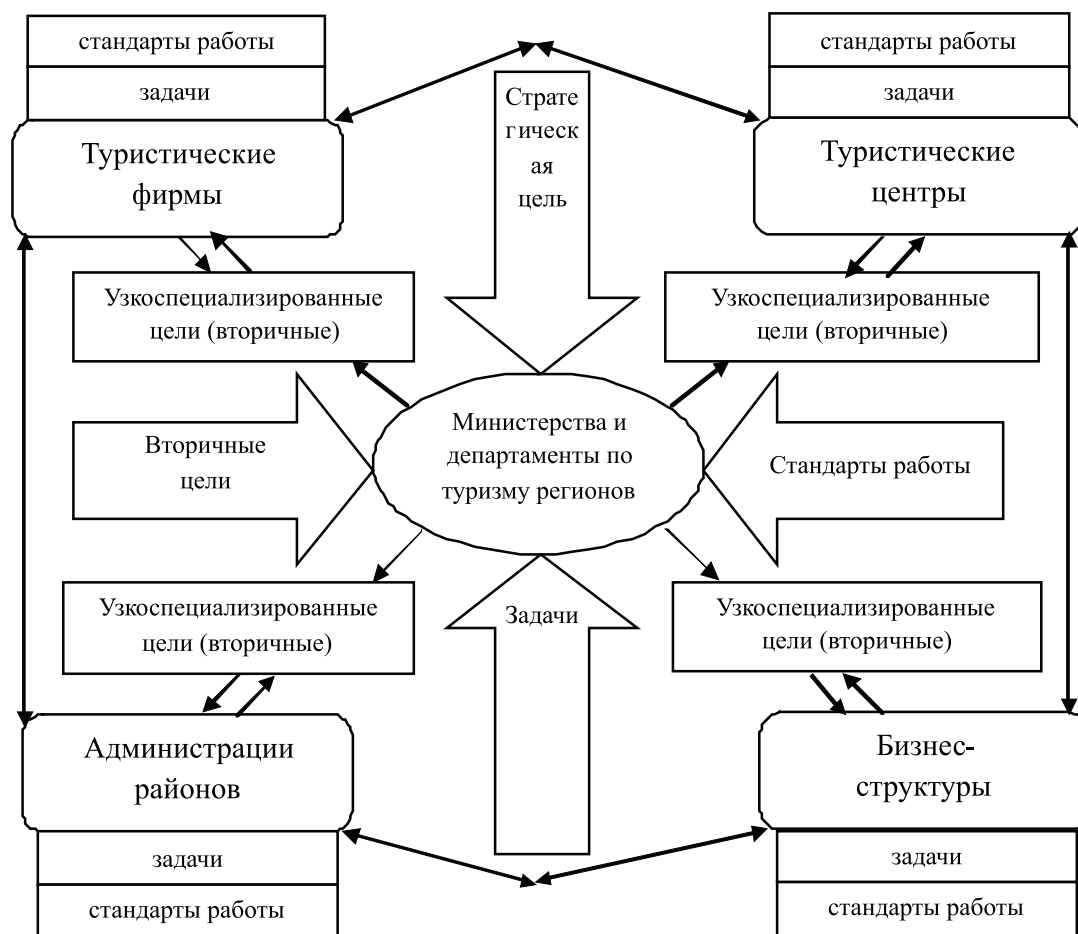 стандарты работы
задачи
Туристические
фирмы
Страте
гическ
ая
цель
стандарты работы
задачи
Туристические
центры
Узкоспециализированные
цели (вторичные)
Узкоспециализированные
цели (вторичные)
Вторичные
цели
Министерства и
департаменты по
туризму регионов
Стандарты работы
Узкоспециализированные
цели (вторичные)
Задачи
Узкоспециализированные
цели (вторичные)
Администрации
районов
задачи
стандарты работы
Бизнес-
структуры
задачи
стандарты работы